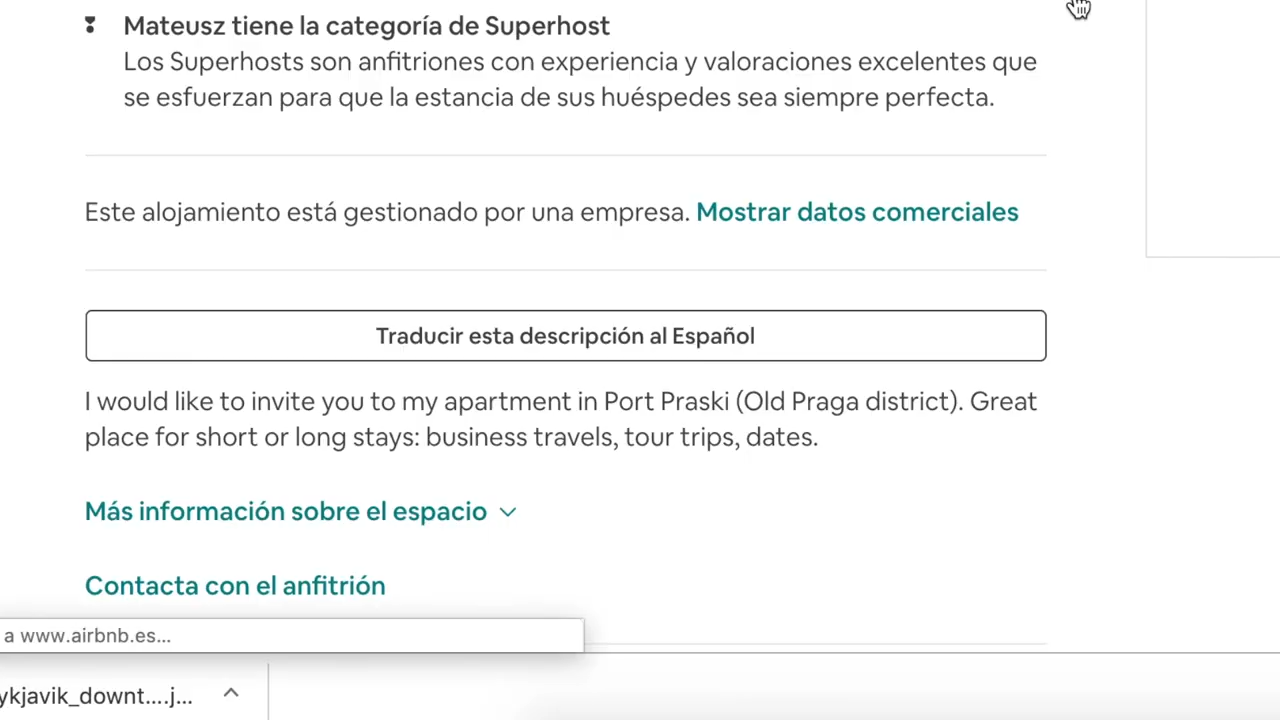 Mateusz tiene la categoría de Superhost
Los Superhosts son anfitriones con experiencia y valoraciones excelentes que
se esfuerzan para que la estancia de sus huéspedes sea siempre perfecta.
Este alojamiento está gestionado por una empresa. Mostrar datos comerciales
Traducir esta descripción al Español
I would like to invite you to my apartment in Port Praski (Old Praga district). Great
place for short or long stays: business travels, tour trips, dates.
Más información sobre el espacio
Contacta con el anfitrión
a www.airbnb.es...
ykjavik_downt....j...